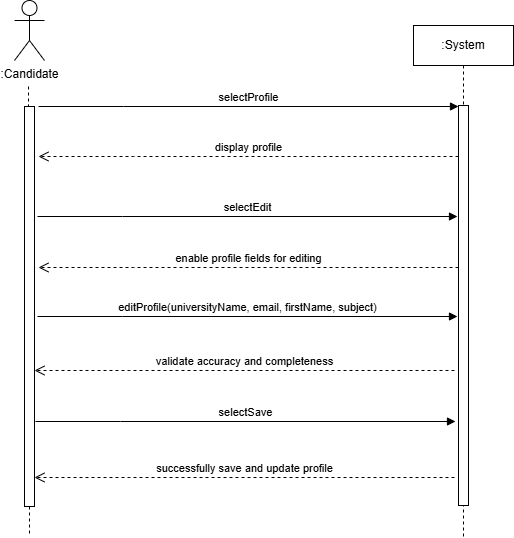 :System
:Candidate
selectProfile
display profile
selectEdit
enable profile fields for editing
editProfile(universityName, email, firstName, subject)
validate accuracy and completeness
selectSave
successfully save and update profile